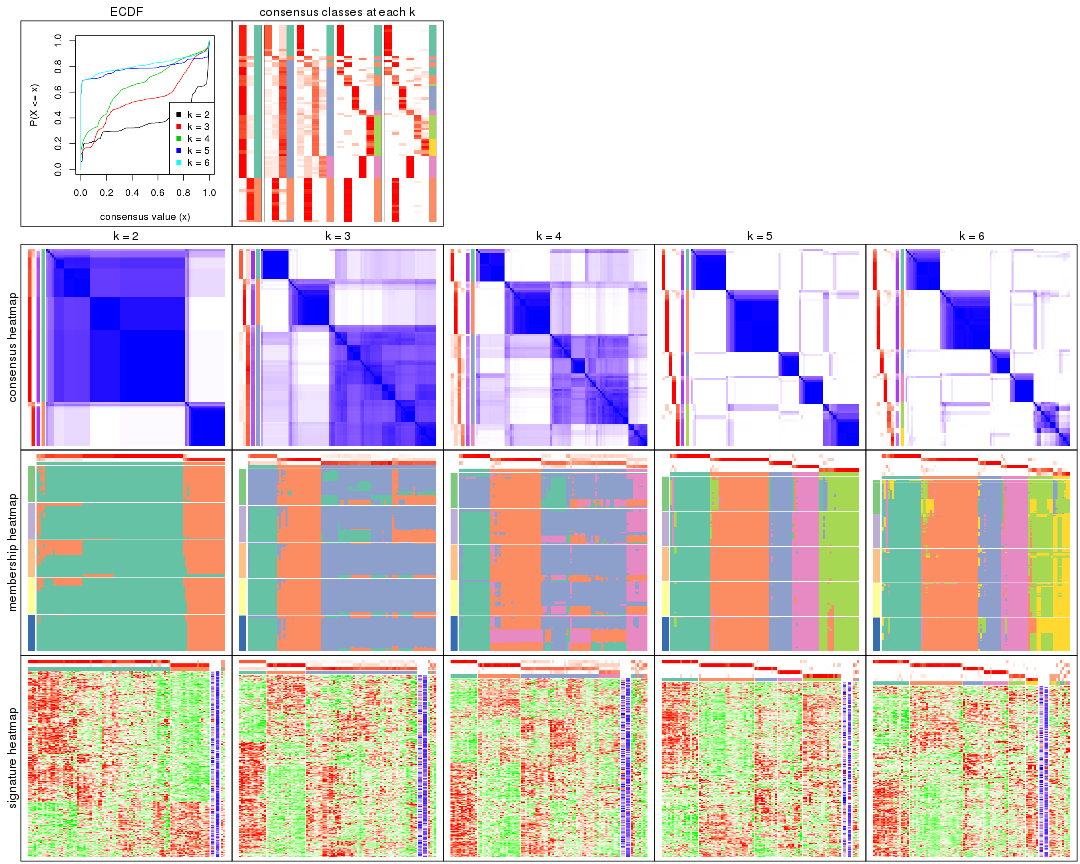 ECDF
consensus classes at each k
P(X <= x)
1.0
0.8
0.6
0.4
0.2
0.0
k = 2
k = 3
k = 4
k = 5
k = 6
0.0 0.2 0.4 0.6 0.8 1.0
consensus value (x)
k = 2 k = 3 k = 4 k = 5 k = 6
consensus heatmap
membership heatmap
signature heatmap